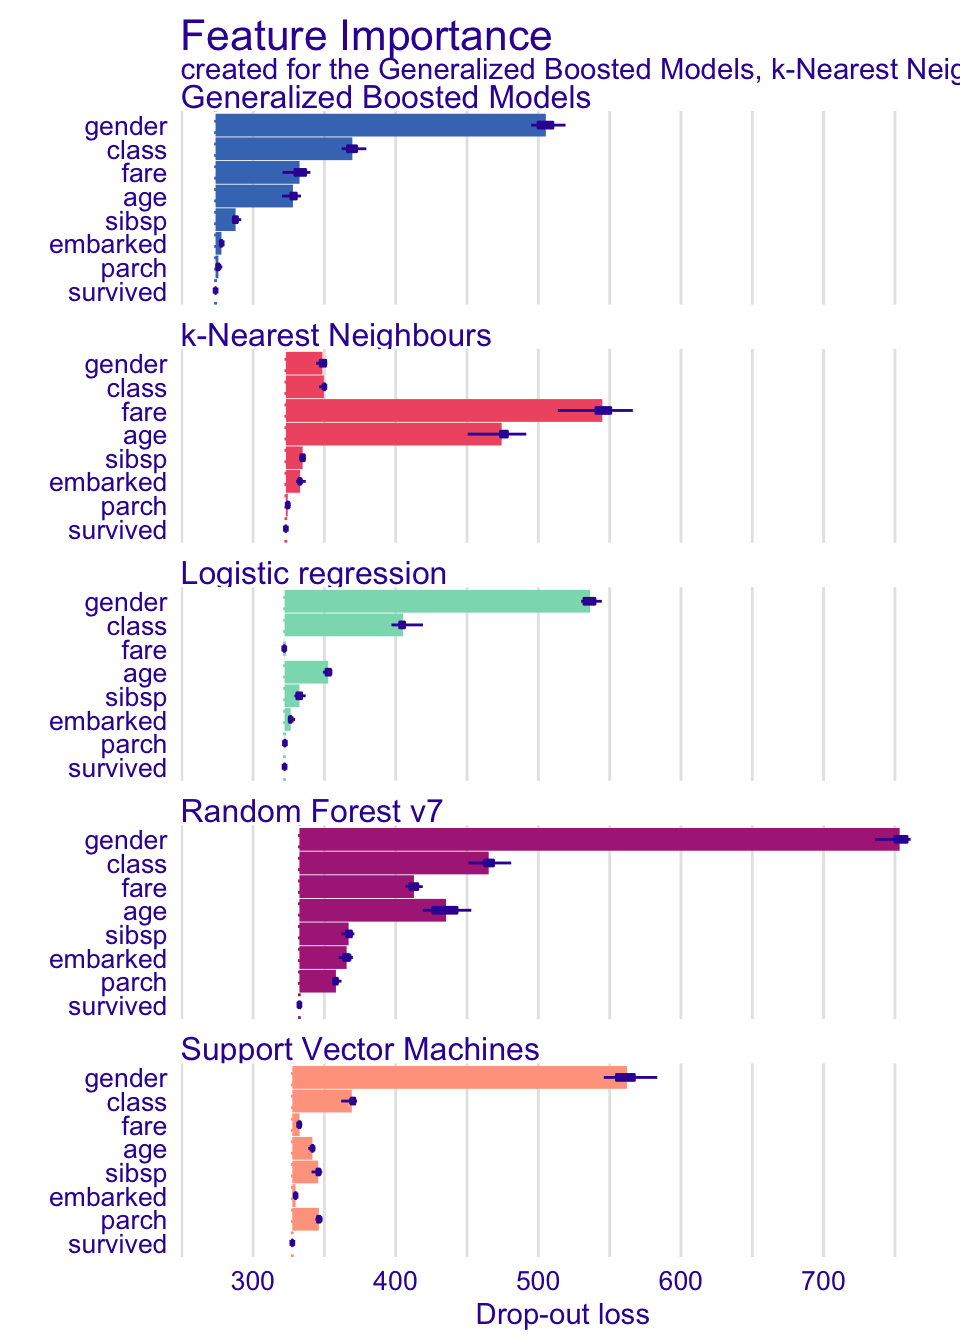 Feature Importance
created for the Generalized Boosted Models, k-Nearest Neig
Generalized Boosted Models
gender
class
fare
age
sibsp
embarked
parch
survived
k-Nearest Neighbours
gender
class
fare
age
sibsp
embarked
parch
survived
Logistic regression
gender
class
fare
age
sibsp
embarked
parch
survived
Random Forest v7
gender
class
fare
age
sibsp
embarked
parch
survived
Support Vector Machines
gender
class
fare
age
sibsp
embarked
parch
survived
300 400 500 600 700
Drop-out loss